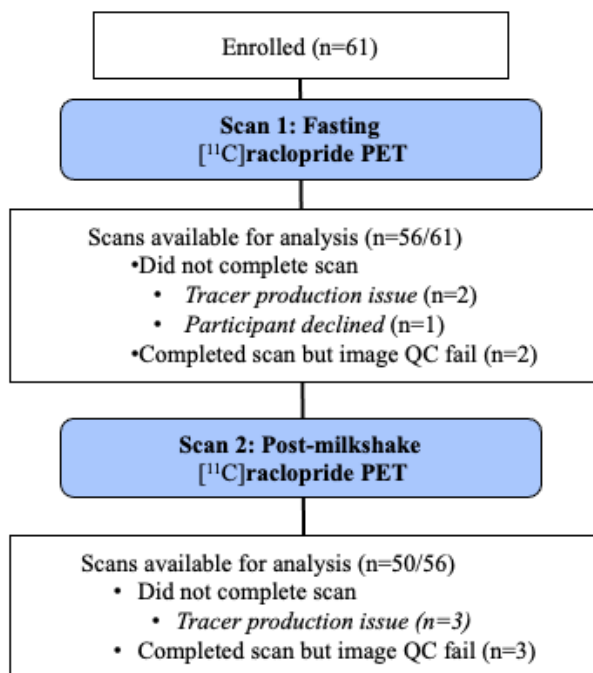 Enrolled (n=61)
Scan 1: Fasting
[¹¹C]raclopride PET
Scans available for analysis (n=56/61)
•Did not complete scan
• Tracer production issue (n=2)
• Participant declined (n=1)
•Completed scan but image QC fail (n=2)
Scan 2: Post-milkshake
[¹¹C]raclopride PET
Scans available for analysis (n=50/56)
• Did not complete scan
• Tracer production issue (n=3)
• Completed scan but image QC fail (n=3)